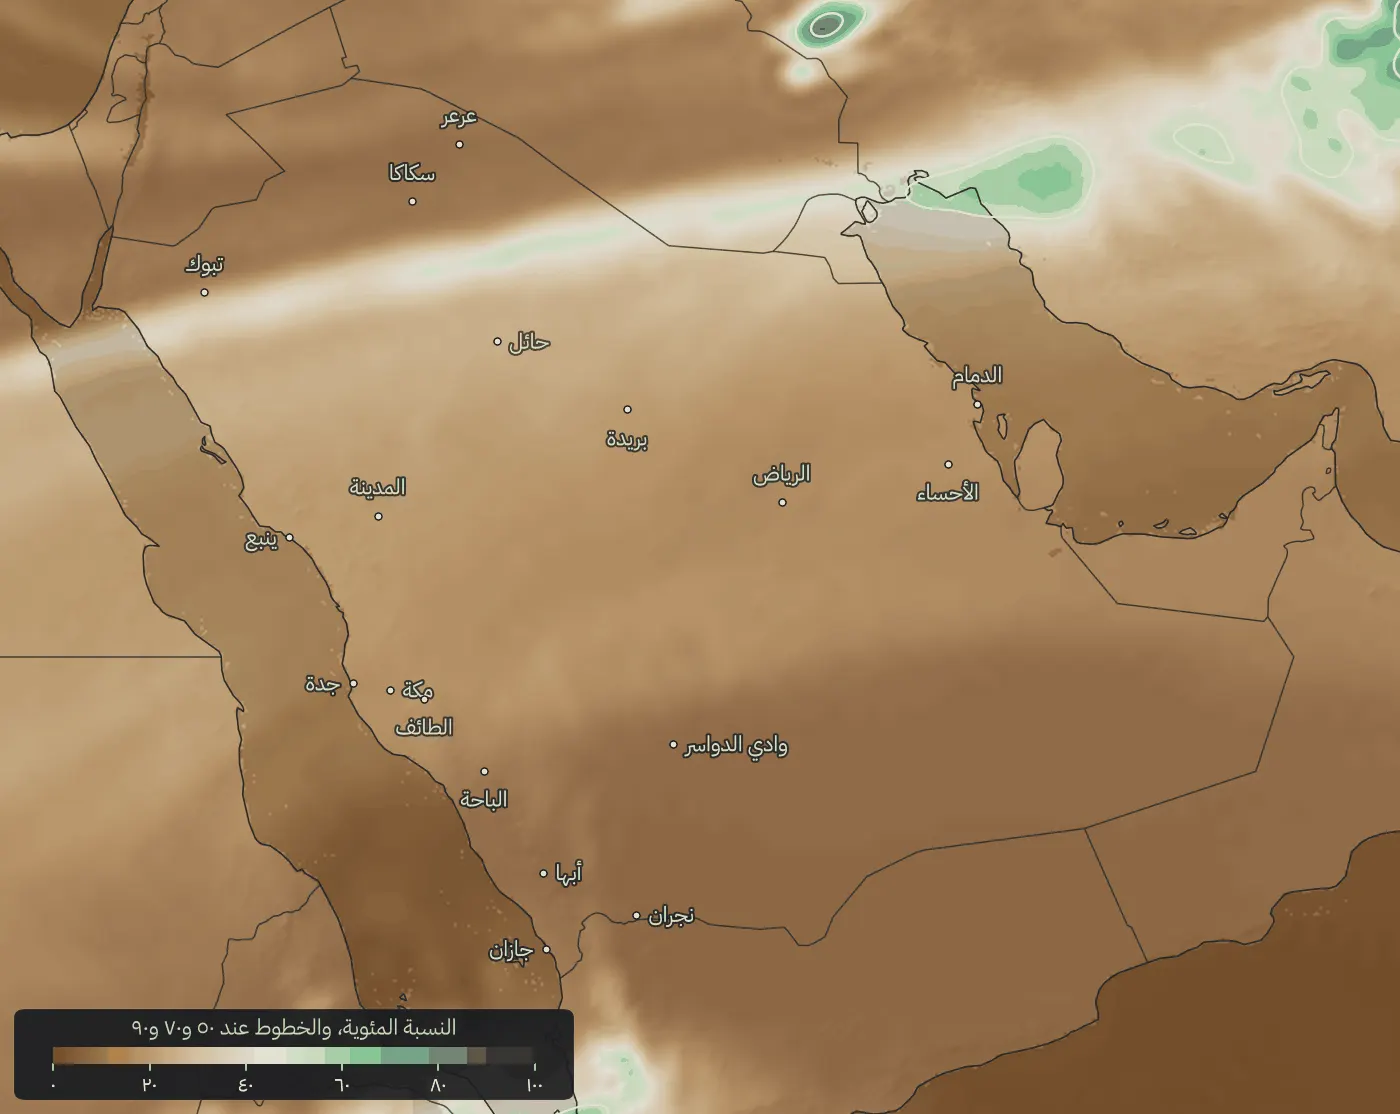 عرعر
سكاكا
تبوك
حائل
الدمام
بريدة
الرياض
الأحساء
المدينة
ينبع
جدة
مكة
الطائف
وادي الدواسر
الباحة
أبها
نجران
جازان
النسبة المئوية، والخطوط عند ٥٠ و٧٠ و٩٠
٠ ٢٠ ٤٠ ٦٠ ٨٠ ١٠٠